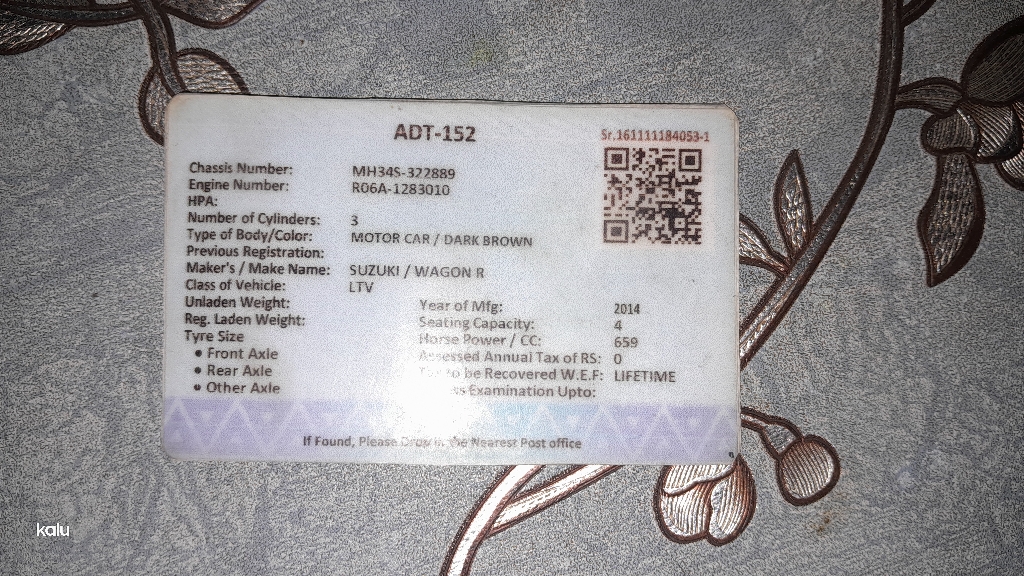 ADT-152
Sr.161111184053-1
Chassis Number: MH34S-322889
Engine Number: R06A-1283010
HPA:
Number of Cylinders: 3
Type of Body/Color: MOTOR CAR / DARK BROWN
Previous Registration:
Maker's / Make Name: SUZUKI / WAGON R
Class of Vehicle: LTV
Unladen Weight:
Year of Mfg: 2014
Reg. Laden Weight:
Seating Capacity: 4
Tyre Size
Horse Power / CC: 659
• Front Axle
Assessed Annual Tax of RS: 0
• Rear Axle
to be Recovered W.E.F: LIFETIME
• Other Axle
Examination Upto:
If Found, Please Drop in the Nearest Post office
kalu